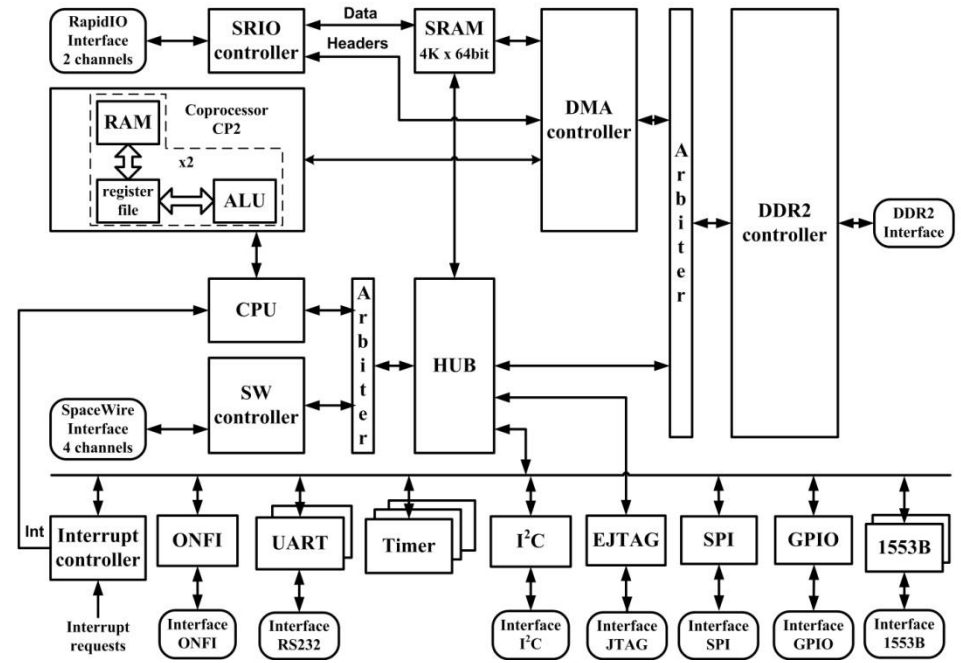 RapidIO
Interface
2 channels
SRIO
controller
Data
Headers
SRAM
4K x 64bit
DMA
controller
Arbiter
DDR2
controller
DDR2
Interface
Coprocessor
CP2
RAM
x2
register
file
ALU
CPU
Arbiter
HUB
SW
controller
SpaceWire
Interface
4 channels
Int
Interrupt
controller
ONFI
UART
Timer
I²C
EJTAG
SPI
GPIO
1553B
Interrupt
requests
Interface
ONFI
Interface
RS232
Interface
I²C
Interface
JTAG
Interface
SPI
Interface
GPIO
Interface
1553B